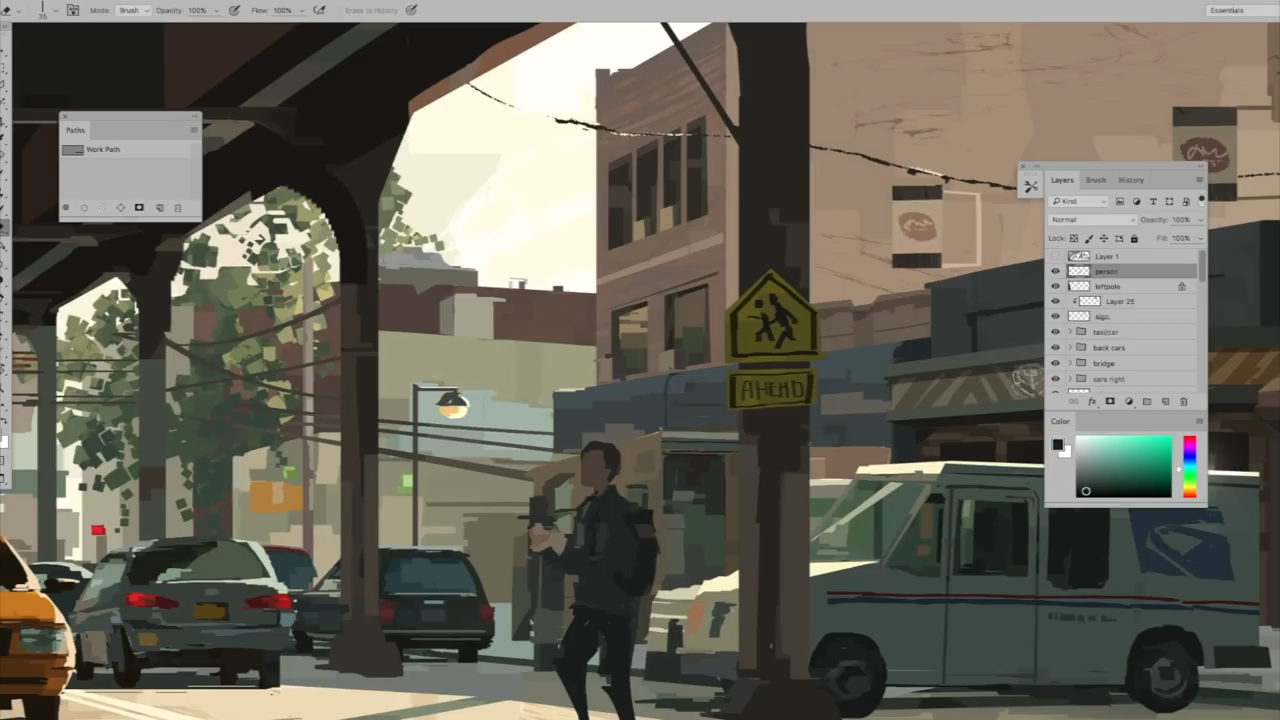 35
Mode: Brush Opacity: 100% Flow: 100% Erase to History
Essentials
Paths
Work Path
Layers Brush History
Kind
Normal Opacity: 100%
Lock: Fill: 100%
Layer 1
person
leftpole
Layer 25
sign
taxi/car
back cars
bridge
cars right
fx
Color
AHEAD